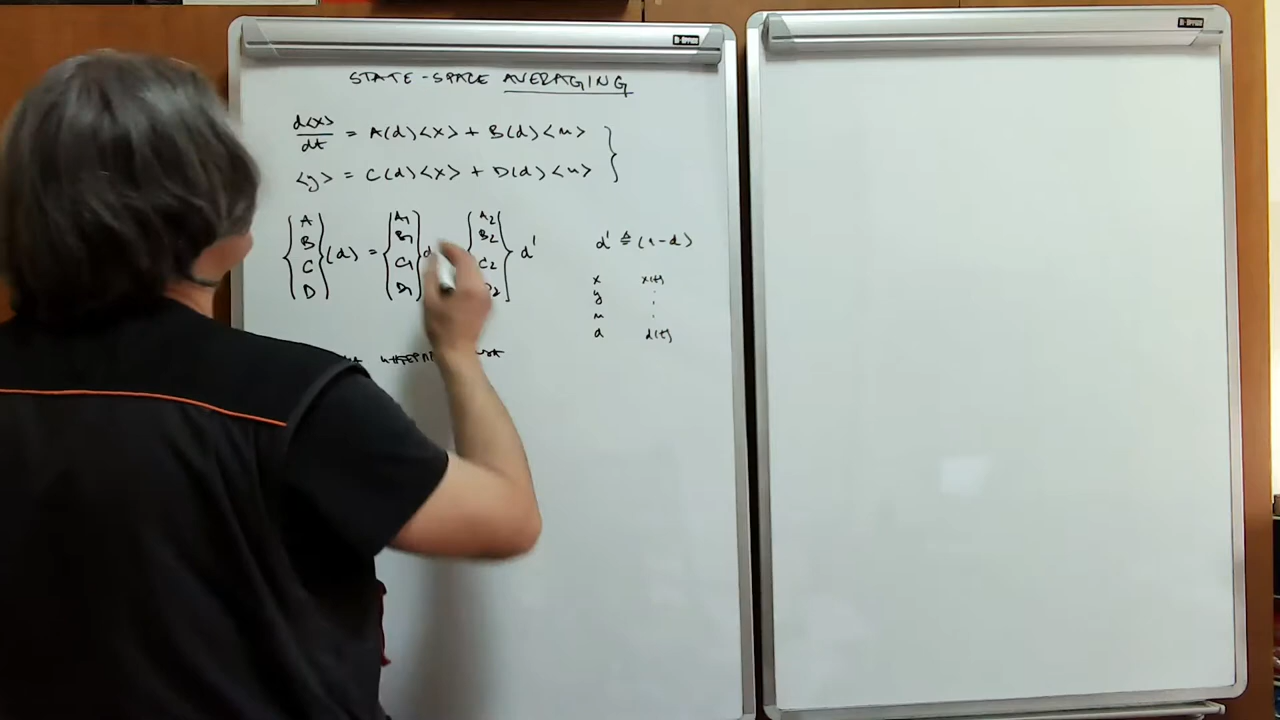 STATE-SPACE AVERAGING
d<x>/dt = A(d)<x> + B(d)<u>
<y> = C(d)<x> + D(d)<u>
{A B C D}(d) = {A1 B1 C1 D1} d {A2 B2 C2 D2} d'
d' ≜ (1-d)
x x(t)
y :
u :
d d(t)